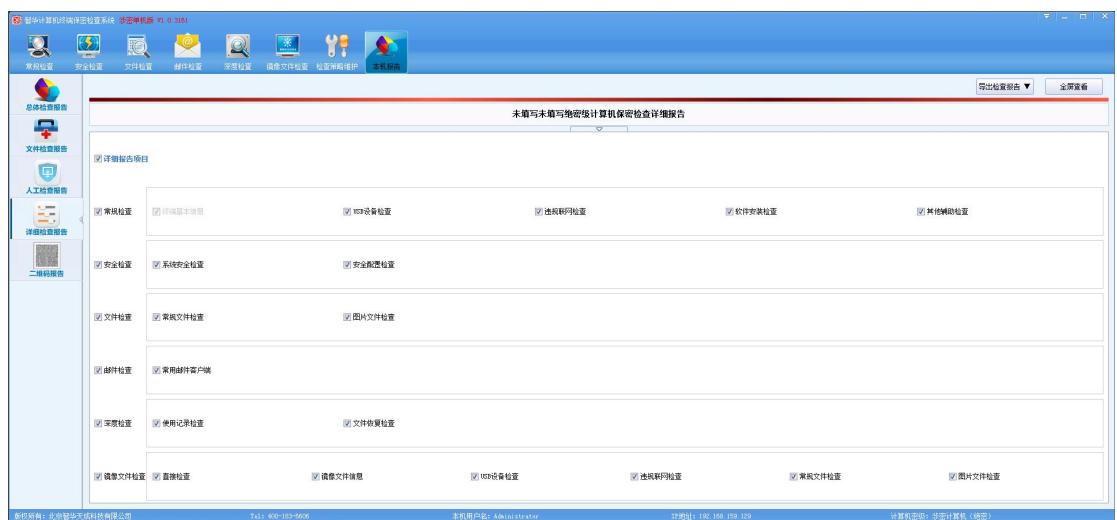 智华计算机终端保密检查系统 涉密单机版 V1.0.3181
常规检查 安全检查 文件检查 邮件检查 深度检查 镜像文件检查 检查策略维护 本机报告
导出检查报告 ▼ 全屏查看
总体检查报告
文件检查报告
人工检查报告
详细检查报告
二维码报告
未填写未填写绝密级计算机保密检查详细报告
详细报告项目
常规检查 终端基本信息 USB设备检查 违规联网检查 软件安装检查 其他辅助检查
安全检查 系统安全检查 安全配置检查
文件检查 常规文件检查 图片文件检查
邮件检查 常用邮件客户端
深度检查 使用记录检查 文件恢复检查
镜像文件检查 直接检查 镜像文件信息 USB设备检查 违规联网检查 常规文件检查 图片文件检查
版权所有：北京智华天成科技有限公司 Tel: 400-183-6606 本机用户名: Administrator IP地址: 192.168.159.129 计算机密级: 涉密计算机（绝密）